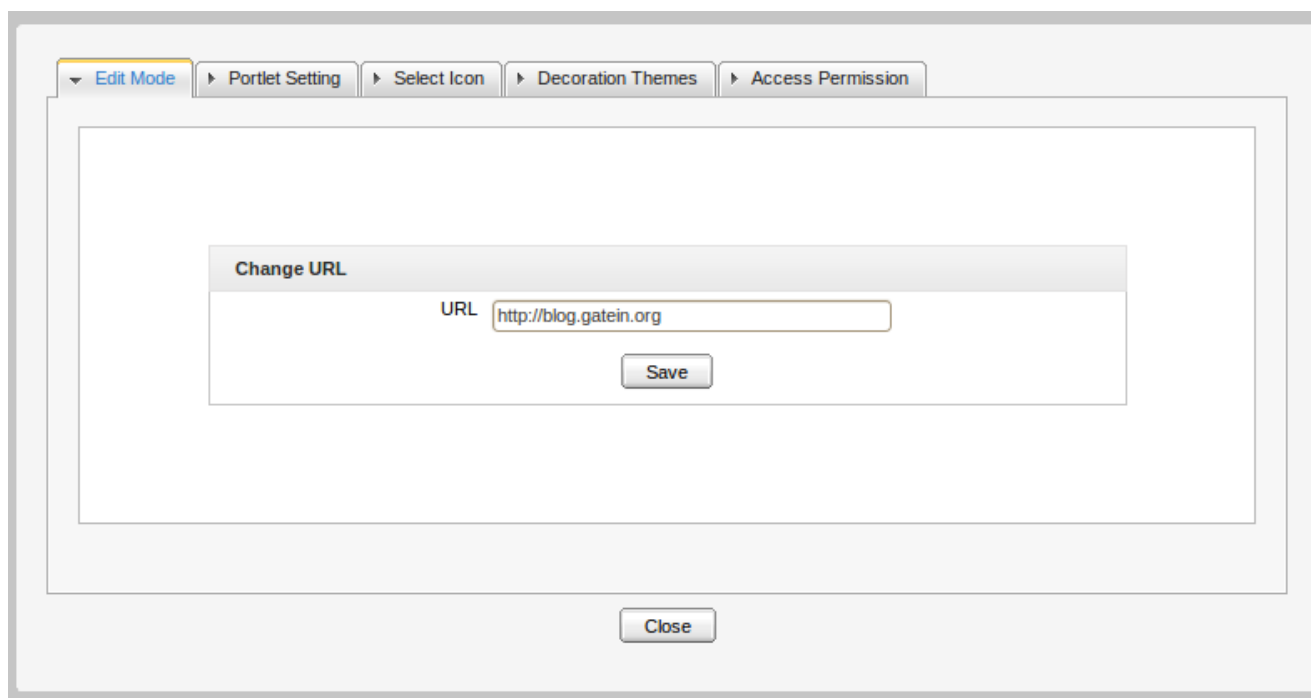 Edit Mode Portlet Setting Select Icon Decoration Themes Access Permission
Change URL
URL http://blog.gatein.org
Save
Close